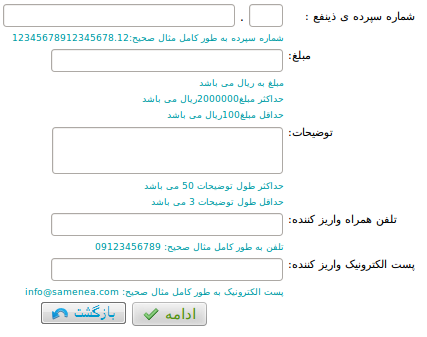 شماره سپرده ی ذینفع : .
شماره سپرده به طور کامل مثال صحیح:12345678912345678.12
مبلغ:
مبلغ به ریال می باشد
حداکثر مبلغ2000000ریال می باشد
حداقل مبلغ100ریال می باشد
توضیحات:
حداکثر طول توضیحات 50 می باشد
حداقل طول توضیحات 3 می باشد
تلفن همراه واریز کننده:
تلفن به طور کامل مثال صحیح: 09123456789
پست الکترونیک واریز کننده:
پست الکترونیک به طور کامل مثال صحیح: info@samenea.com
ادامه بازگشت